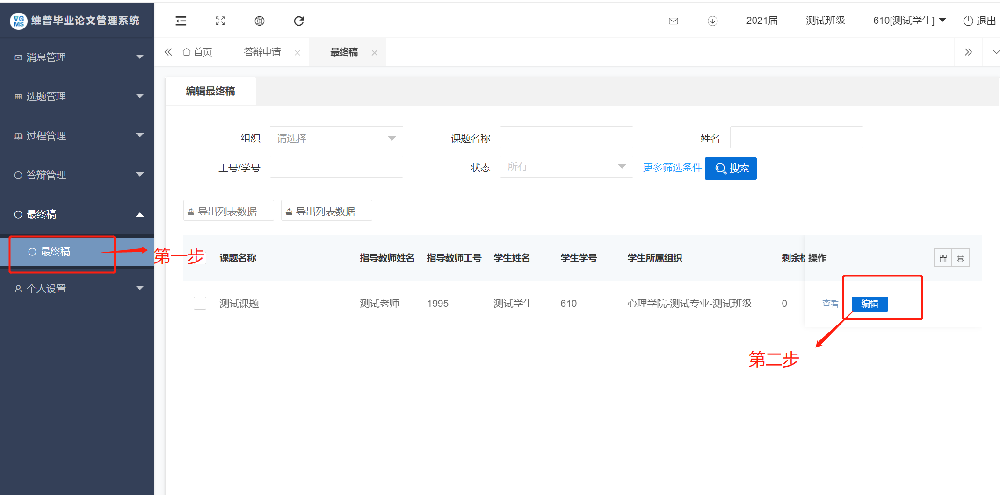 VG MS 维普毕业论文管理系统
2021届 测试班级 610[测试学生] 退出
首页 答辩申请 最终稿
消息管理
选题管理
过程管理
答辩管理
最终稿
最终稿
个人设置
第一步
编辑最终稿
组织 请选择 课题名称 姓名
工号/学号 状态 所有 更多筛选条件 搜索
导出列表数据 导出列表数据
课题名称 指导教师姓名 指导教师工号 学生姓名 学生学号 学生所属组织 剩余 操作
测试课题 测试老师 1995 测试学生 610 心理学院-测试专业-测试班级 0 查看 编辑
第二步